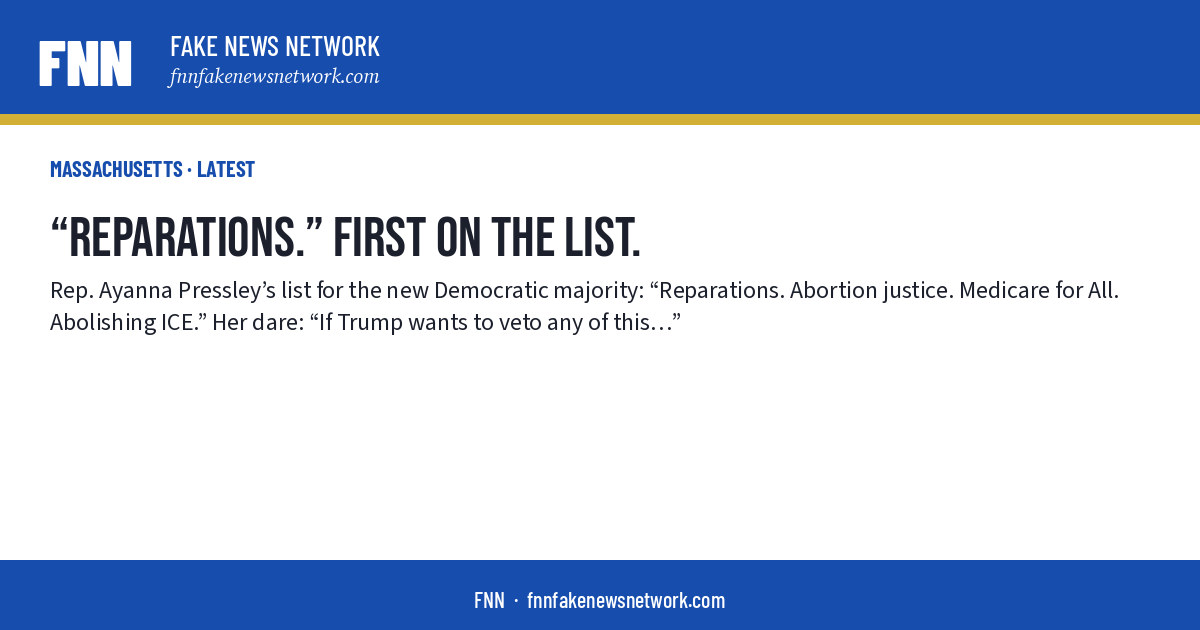 FNN
FAKE NEWS NETWORK
fnnfakenewsnetwork.com
MASSACHUSETTS · LATEST
“REPARATIONS.” FIRST ON THE LIST.
Rep. Ayanna Pressley’s list for the new Democratic majority: “Reparations. Abortion justice. Medicare for All.
Abolishing ICE.” Her dare: “If Trump wants to veto any of this…”
FNN · fnnfakenewsnetwork.com